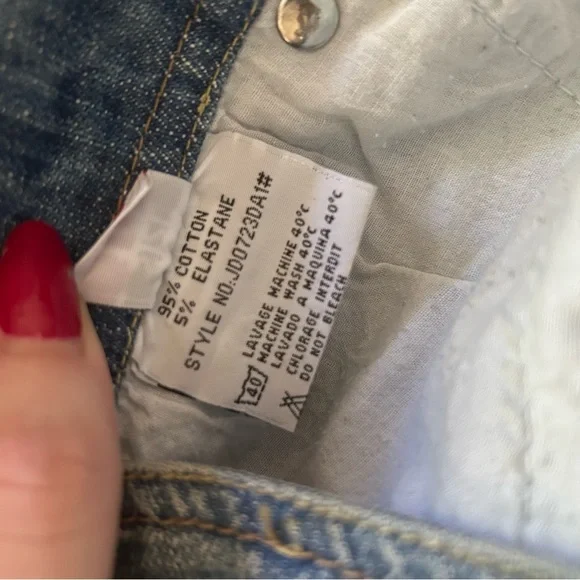 95% COTTON
5% ELASTANE
STYLE NO:JD0723DA1#
LAVAGE MACHINE 40°C
MACHINE WASH 40°C
LAVADO A MAQUINA 40°C
CHLORAGE INTERDIT
DO NOT BLEACH
40